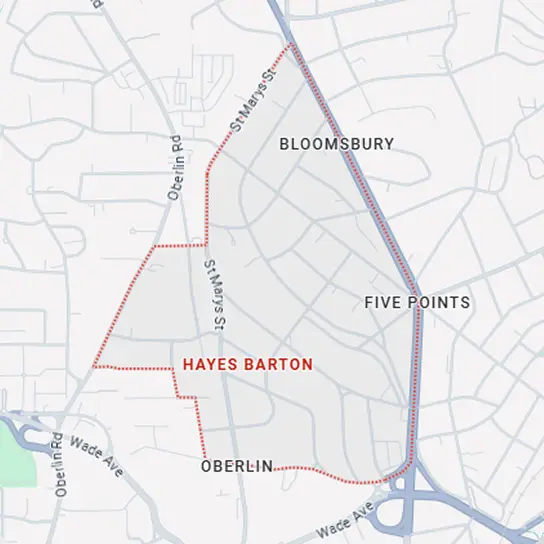 Rd
St Marys St
BLOOMSBURY
Oberlin Rd
St Marys St
FIVE POINTS
HAYES BARTON
Oberlin Rd
Wade Ave
OBERLIN
Wade Ave